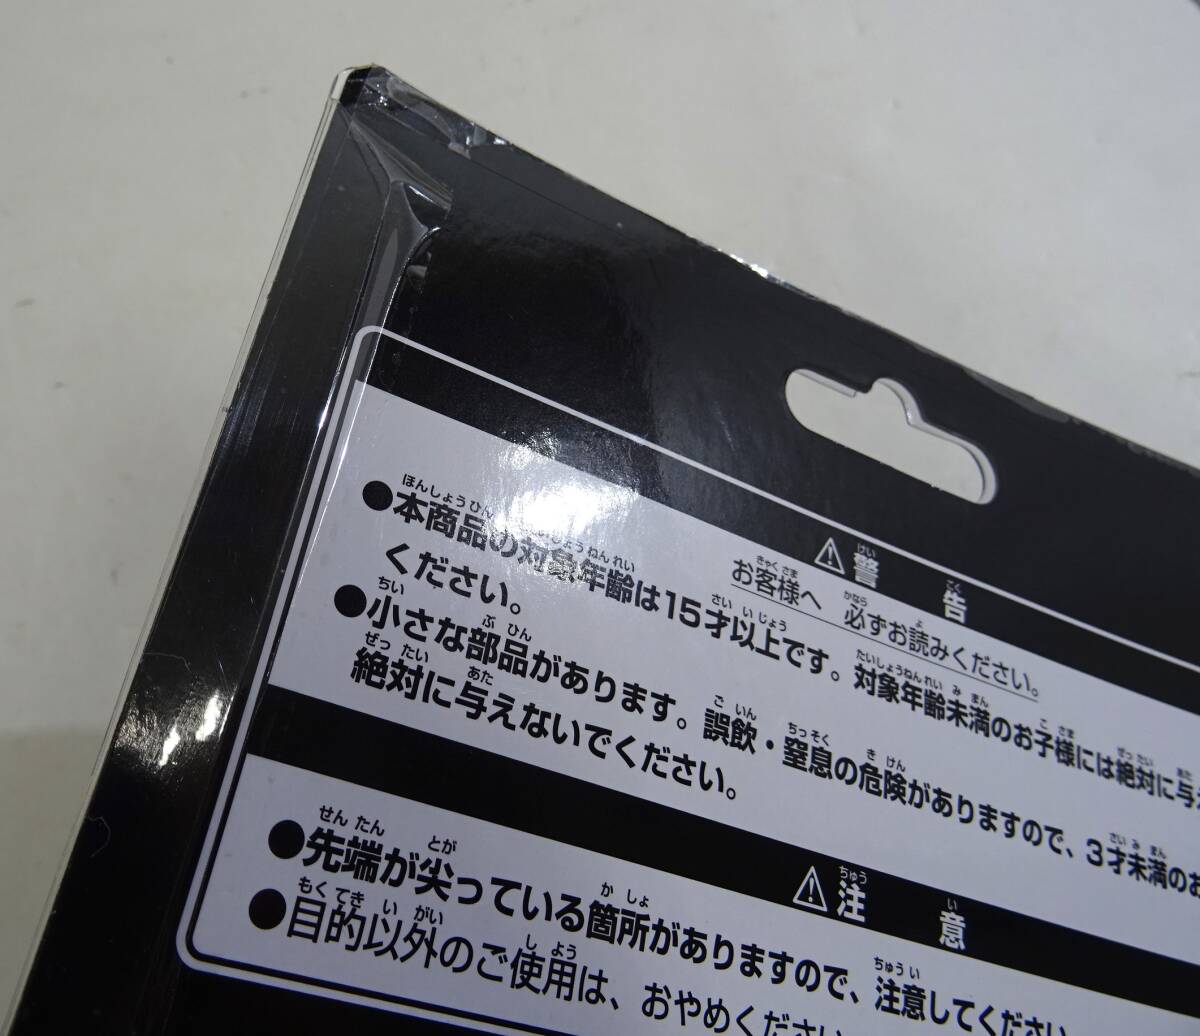 ⚠警告
お客様へ 必ずお読みください。
●本商品の対象年齢は15才以上です。対象年齢未満のお子様には絶対に与え
ください。
●小さな部品があります。誤飲・窒息の危険がありますので、3才未満のお
絶対に与えないでください。
⚠注意
●先端が尖っている箇所がありますので、注意してください
●目的以外のご使用は、おやめください